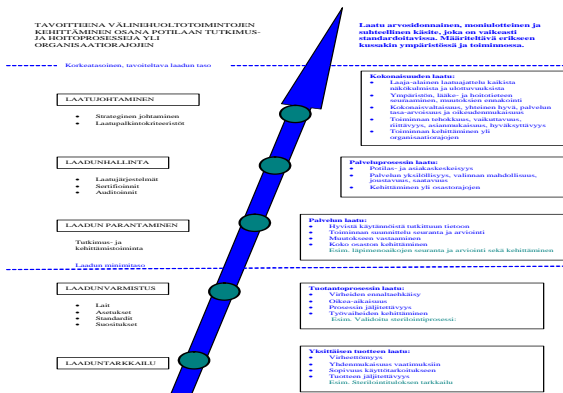 TAVOITTEENA VÄLINEHUOLTOTOIMINTOJEN
KEHITTÄMINEN OSANA POTILAAN TUTKIMUS-
JA HOITOPROSESSEJA YLI
ORGANISAATIORAJOJEN
Laatu arvosidonnainen, moniulotteinen ja
suhteellinen käsite, joka on vaikeasti
standardoitavissa. Määriteltävä erikseen
kussakin ympäristössä ja toiminnossa.
Korkeatasoinen, tavoiteltava laadun taso
LAATUJOHTAMINEN
• Strateginen johtaminen
• Laatupalkintokriteeristöt
Kokonaisuuden laatu:
• Laaja-alainen laatuajattelu kaikista
näkökulmista ja ulottuvuuksista
• Ympäristön, lääke- ja hoitotieteen
seuraaminen, muutoksien ennakointi
• Kokonaisvaltaisuus, yhteinen hyvä, palvelun
tasa-arvoisuus ja oikeudenmukaisuus
• Toiminnan tehokkuus, vaikuttavuus,
riittävyys, asianmukaisuus, hyväksyttävyys
• Toiminnan kehittäminen yli
organisaatiorajojen
LAADUNHALLINTA
• Laatujärjestelmät
• Sertifioinnit
• Auditoinnit
Palveluprosessin laatu:
• Potilas- ja asiakaskeskeisyys
• Palvelun yksilöllisyys, valinnan mahdollisuus,
joustavuus, saatavuus
• Kehittäminen yli osastorajojen
LAADUN PARANTAMINEN
Tutkimus- ja
kehittämistoiminta
Palvelun laatu:
• Hyvistä käytännöistä tutkittuun tietoon
• Toiminnan suunnittelu seuranta ja arviointi
• Muutokseen vastaaminen
• Koko osaston kehittäminen
Esim. läpimenoaikojen seuranta ja arviointi sekä kehittäminen
Laadun minimitaso
LAADUNVARMISTUS
• Lait
• Asetukset
• Standardit
• Suositukset
Tuotantoprosessin laatu:
• Virheiden ennaltaehkäisy
• Oikea-aikaisuus
• Prosessin jäljitettävyys
• Työvaiheiden kehittäminen
Esim. Validoitu sterilointiprosessi:
LAADUNTARKKAILU
Yksittäisen tuotteen laatu:
• Virheettömyys
• Yhdenmukaisuus vaatimuksiin
• Sopivuus käyttötarkoitukseen
• Tuotteen jäljitettävyys
Esim. Sterilointituloksen tarkkailu